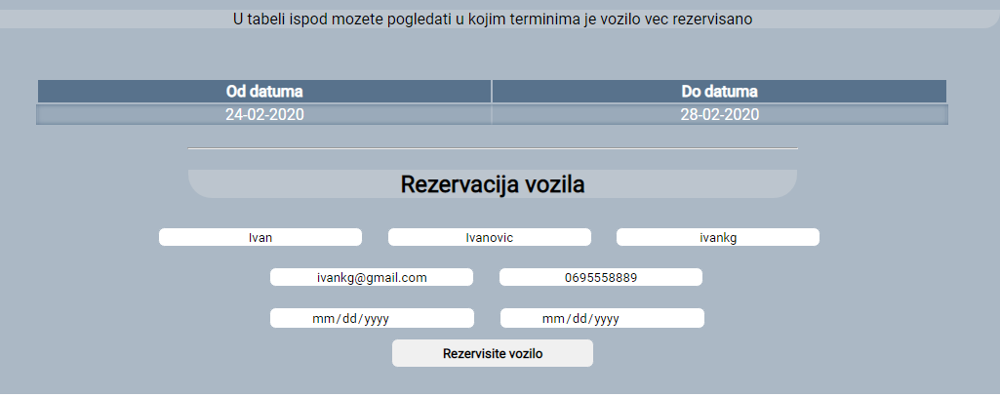 U tabeli ispod mozete pogledati u kojim terminima je vozilo vec rezervisano
Od datuma Do datuma
24-02-2020 28-02-2020
Rezervacija vozila
Ivan Ivanovic ivankg
ivankg@gmail.com 0695558889
mm/dd/yyyy mm/dd/yyyy
Rezervisite vozilo